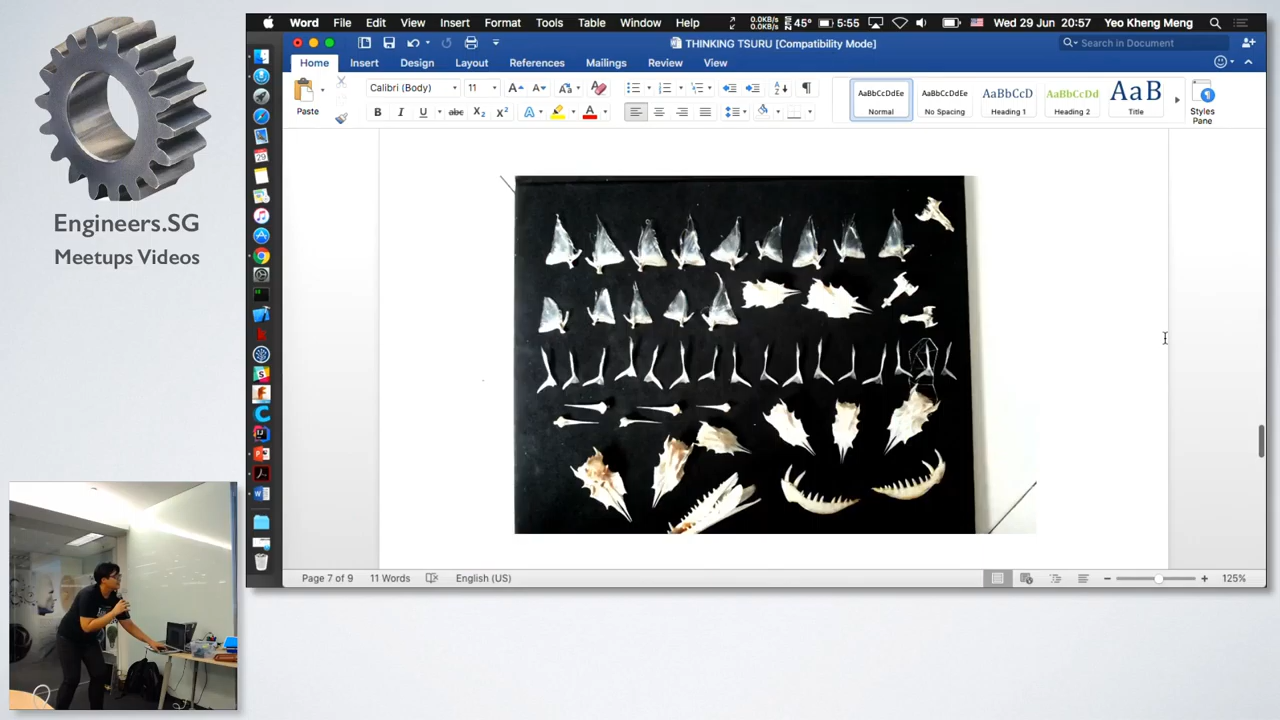 Word File Edit View Insert Format Tools Table Window Help 0.0KB/s 0.0KB/s 45° 5:55 Wed 29 Jun 20:57 Yeo Kheng Meng
THINKING TSURU [Compatibility Mode]
Search in Document
Home Insert Design Layout References Mailings Review View
Paste
Calibri (Body) 11
AaBbCcDdEe AaBbCcDdEe AaBbCcD AaBbCcDd AaB
Normal No Spacing Heading 1 Heading 2 Title
Styles Pane
Engineers.SG
Meetups Videos
Page 7 of 9 11 Words English (US) 125%